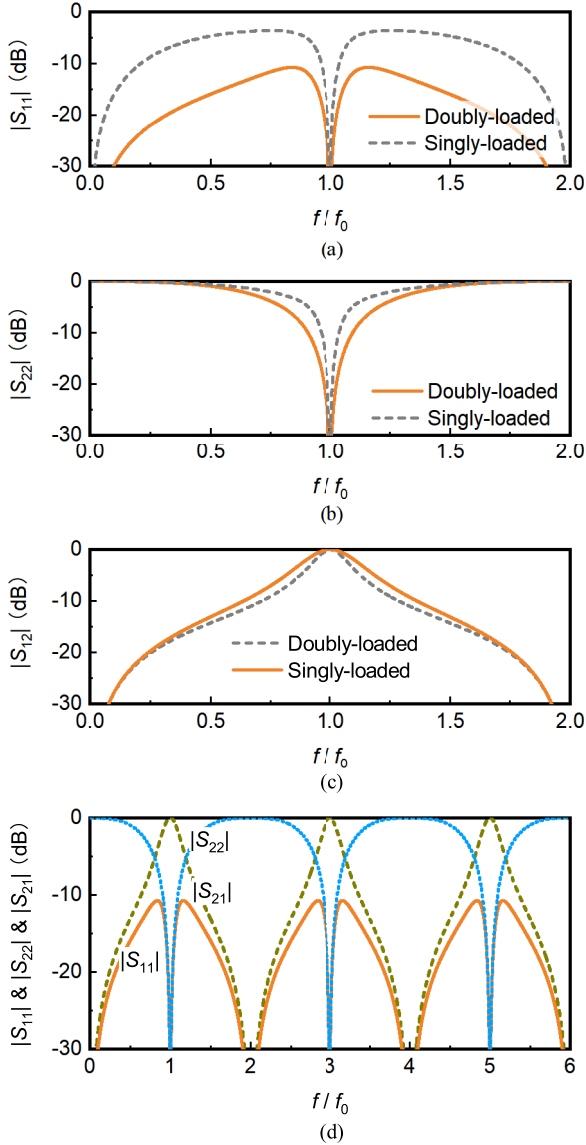 |S₁₁| (dB)
0
-10
-20
-30
Doubly-loaded
Singly-loaded
0.0 0.5 1.0 1.5 2.0
f / f₀
(a)
|S₂₂| (dB)
0
-10
-20
-30
Doubly-loaded
Singly-loaded
0.0 0.5 1.0 1.5 2.0
f / f₀
(b)
|S₁₂| (dB)
0
-10
-20
-30
Doubly-loaded
Singly-loaded
0.0 0.5 1.0 1.5 2.0
f / f₀
(c)
|S₁₁| & |S₂₂| & |S₂₁| (dB)
0
-10
-20
-30
|S₂₂|
|S₂₁|
|S₁₁|
0 1 2 3 4 5 6
f / f₀
(d)